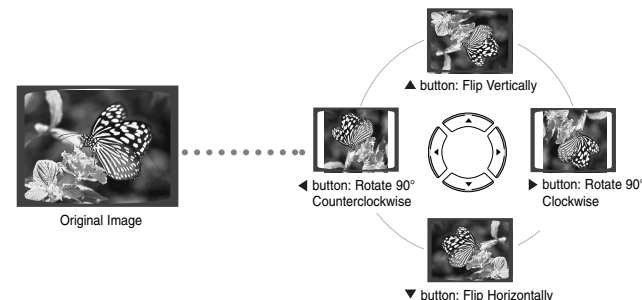 ▲ button: Flip Vertically
◀ button: Rotate 90°
Counterclockwise
▶ button: Rotate 90°
Clockwise
Original Image
▼ button: Flip Horizontally